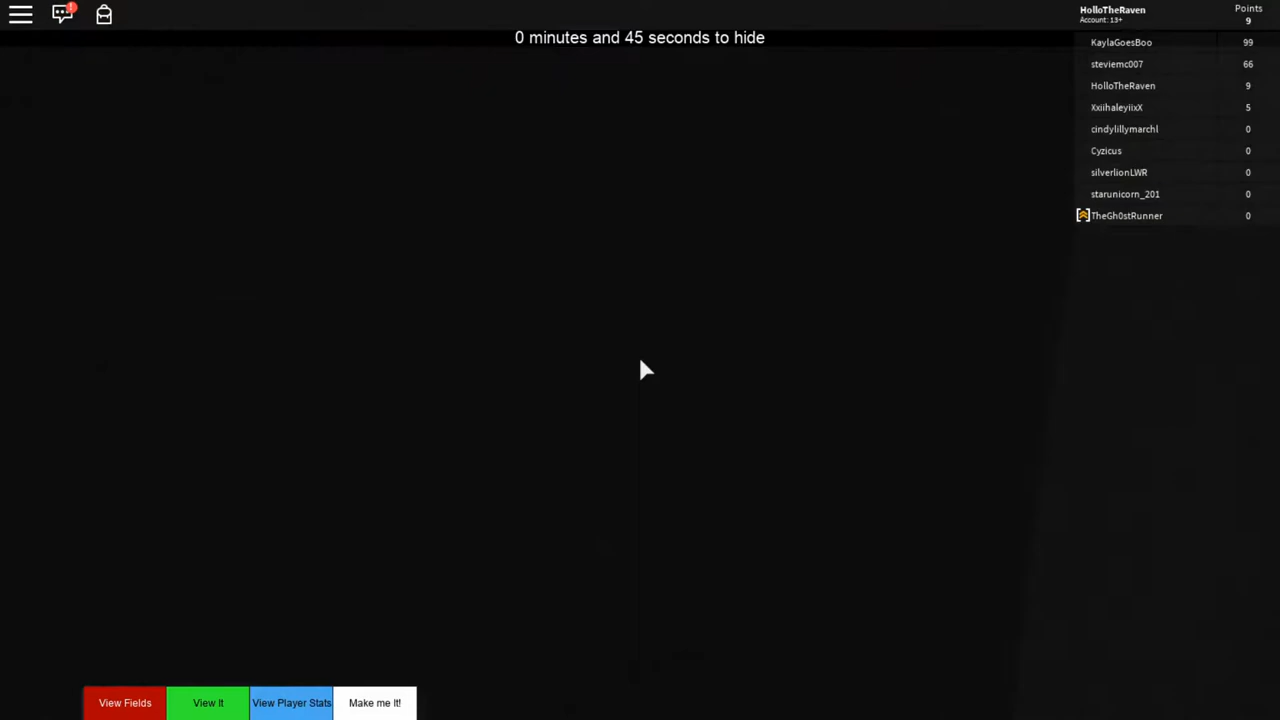 HolloTheRaven
Account: 13+
Points
9
0 minutes and 45 seconds to hide
KaylaGoesBoo 99
steviemc007 66
HolloTheRaven 9
XxiihaleyiixX 5
cindylillymarchl 0
Cyzicus 0
silverlionLWR 0
starunicorn_201 0
TheGh0stRunner 0
View Fields
View It
View Player Stats
Make me It!